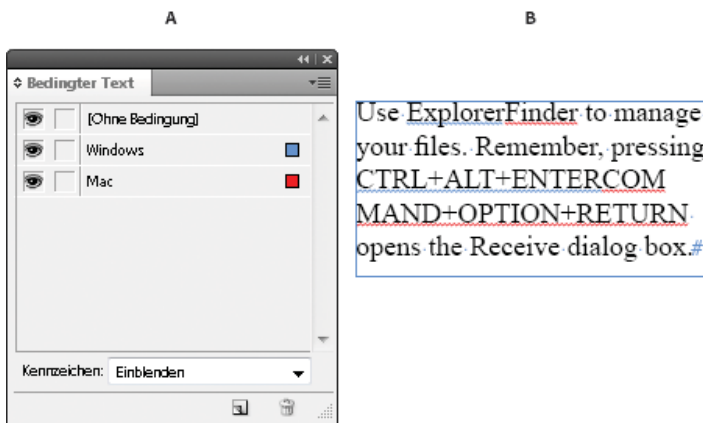 A
B
Bedingter Text
[Ohne Bedingung]
Windows
Mac
Kennzeichen: Einblenden
Use ExplorerFinder to manage
your files. Remember, pressing
CTRL+ALT+ENTERCOM
MAND+OPTION+RETURN
opens the Receive dialog box.#